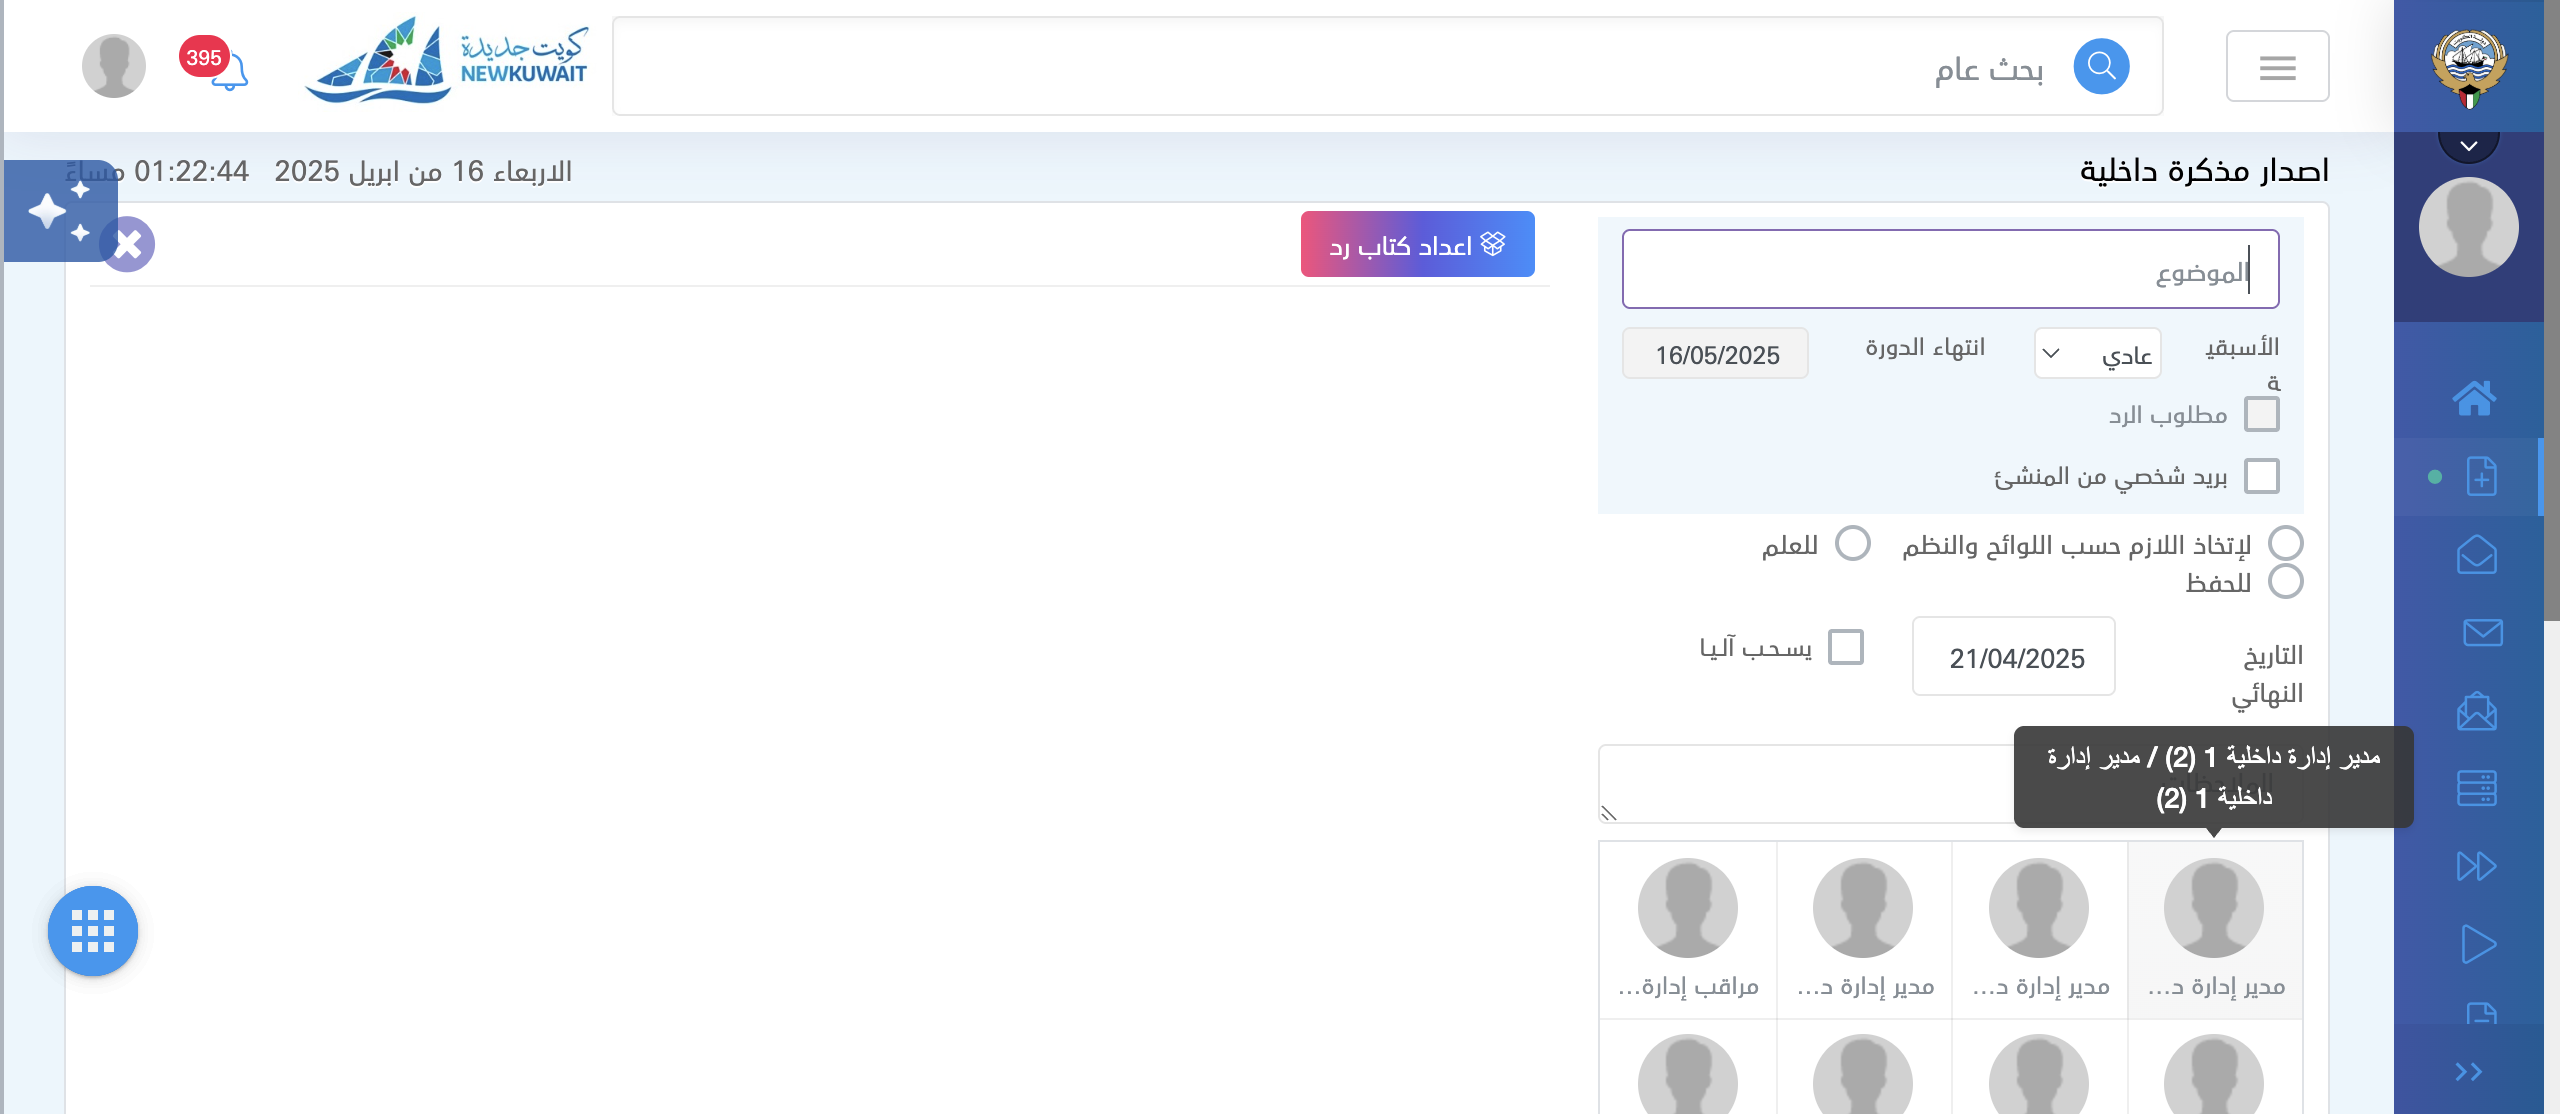 بحث عام
كويت جديدة
NEWKUWAIT
395
اصدار مذكرة داخلية
الاربعاء 16 من ابريل 2025 01:22:44 مساءً
الموضوع
اعداد كتاب رد
الأسبقي
ة
عادي
انتهاء الدورة
16/05/2025
مطلوب الرد
بريد شخصي من المنشئ
لإتخاذ اللازم حسب اللوائح والنظم
للعلم
للحفظ
التاريخ
النهائي
21/04/2025
يسحب آليا
مدير إدارة داخلية 1 (2) / مدير إدارة
داخلية 1 (2)
مدير إدارة د...
مدير إدارة د...
مدير إدارة د...
مراقب إدارة...